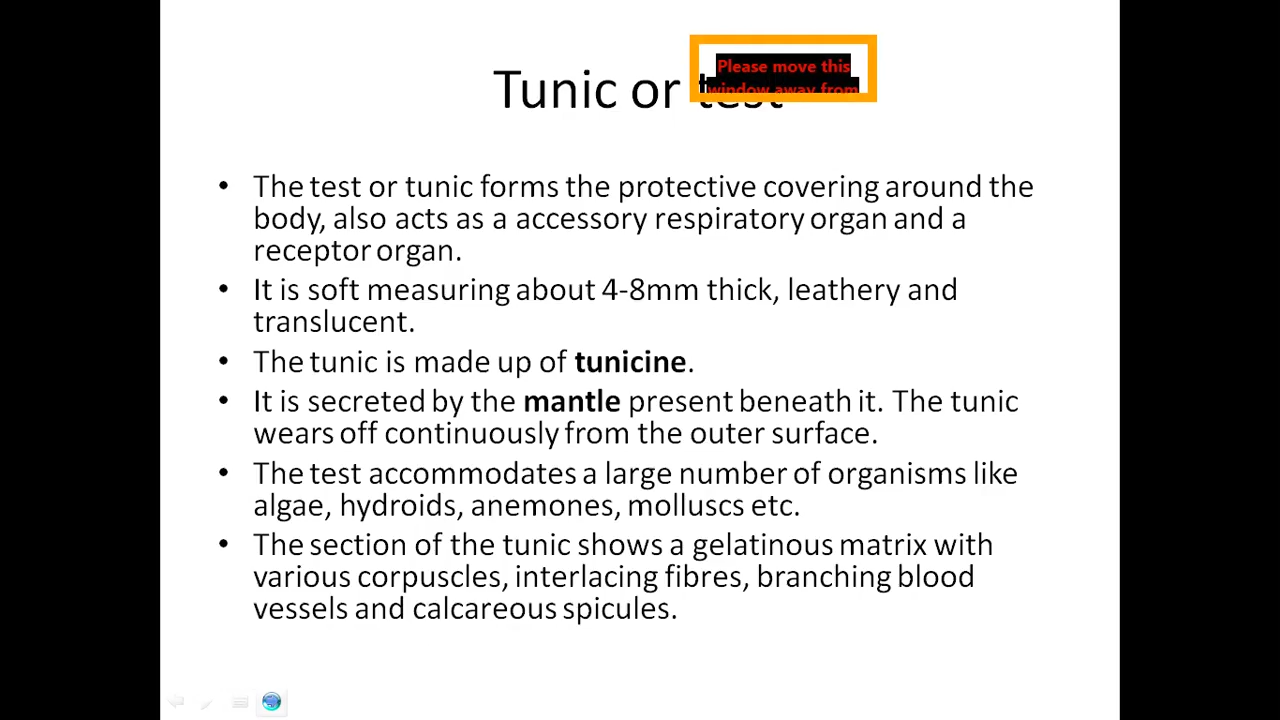 Please move this
window away from
Tunic or test
• The test or tunic forms the protective covering around the
body, also acts as a accessory respiratory organ and a
receptor organ.
• It is soft measuring about 4-8mm thick, leathery and
translucent.
• The tunic is made up of tunicine.
• It is secreted by the mantle present beneath it. The tunic
wears off continuously from the outer surface.
• The test accommodates a large number of organisms like
algae, hydroids, anemones, molluscs etc.
• The section of the tunic shows a gelatinous matrix with
various corpuscles, interlacing fibres, branching blood
vessels and calcareous spicules.